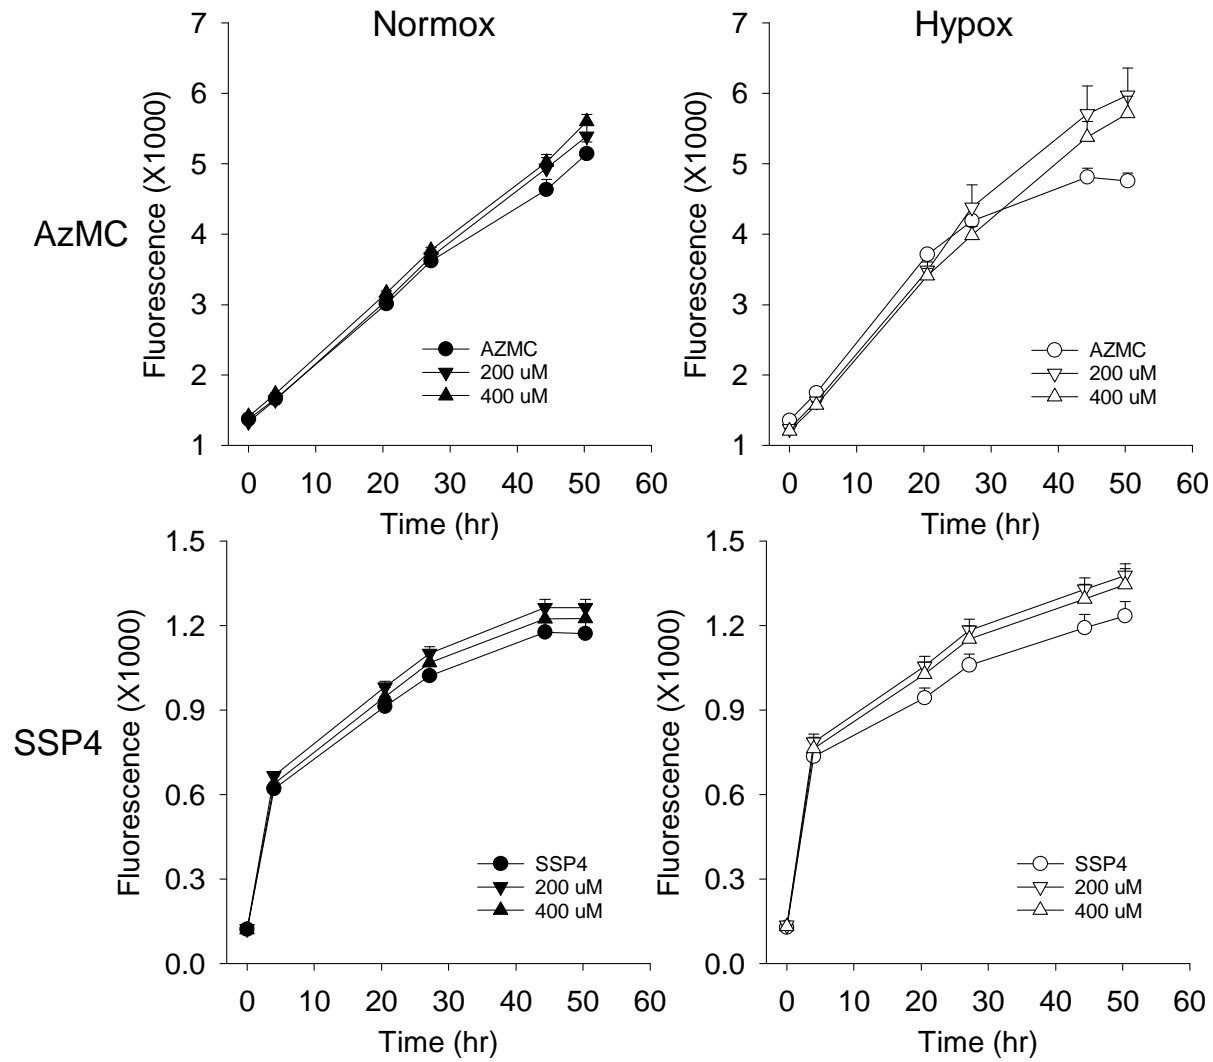 Normox
Hypox
AzMC
Fluorescence (X1000)
7
6
5
4
3
2
1
AZMC
200 uM
400 uM
0 10 20 30 40 50 60
Time (hr)
Fluorescence (X1000)
7
6
5
4
3
2
1
AZMC
200 uM
400 uM
0 10 20 30 40 50 60
Time (hr)
SSP4
Fluorescence (X1000)
1.5
1.2
0.9
0.6
0.3
0.0
SSP4
200 uM
400 uM
0 10 20 30 40 50 60
Time (hr)
Fluorescence (X1000)
1.5
1.2
0.9
0.6
0.3
0.0
SSP4
200 uM
400 uM
0 10 20 30 40 50 60
Time (hr)